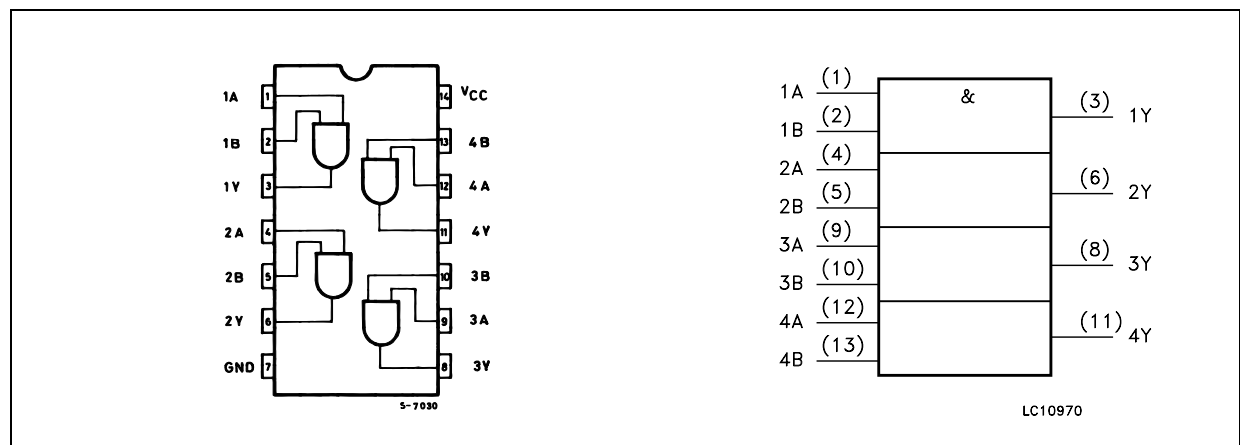 1A 1 14 VCC
1B 2 13 4B
1Y 3 12 4A
2A 4 11 4Y
2B 5 10 3B
2Y 6 9 3A
GND 7 8 3Y
S-7030
&
1A (1)
1B (2)
2A (4)
2B (5)
3A (9)
3B (10)
4A (12)
4B (13)
(3) 1Y
(6) 2Y
(8) 3Y
(11) 4Y
LC10970